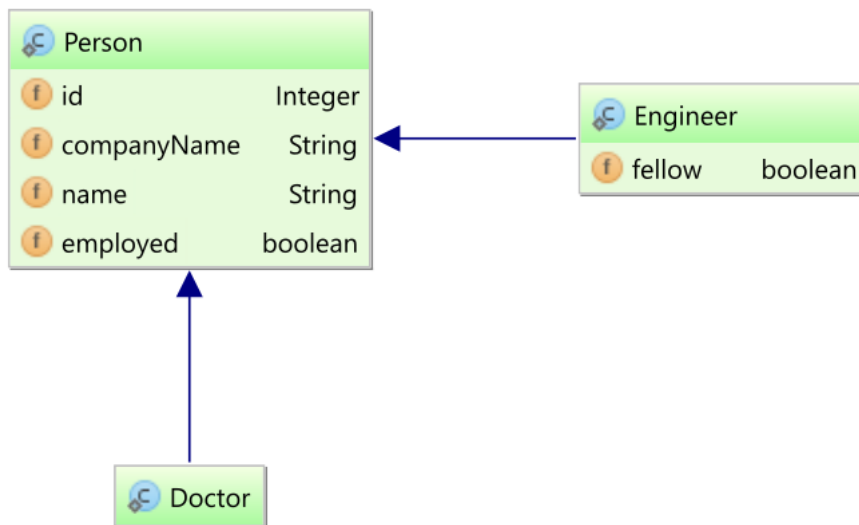 Person
id Integer
companyName String
name String
employed boolean
Engineer
fellow boolean
Doctor